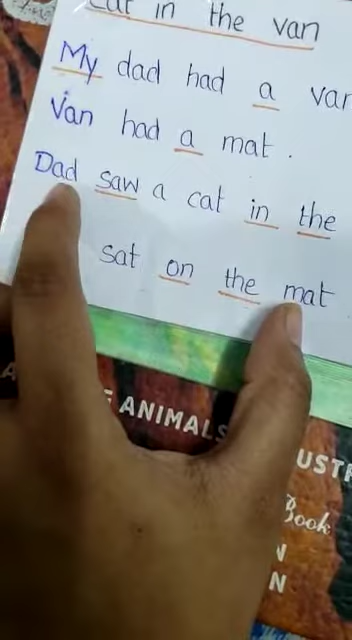 Cat in the van
My dad had a van
Van had a mat.
Dad saw a cat in the
sat on the mat
ANIMALS
Book
N
N